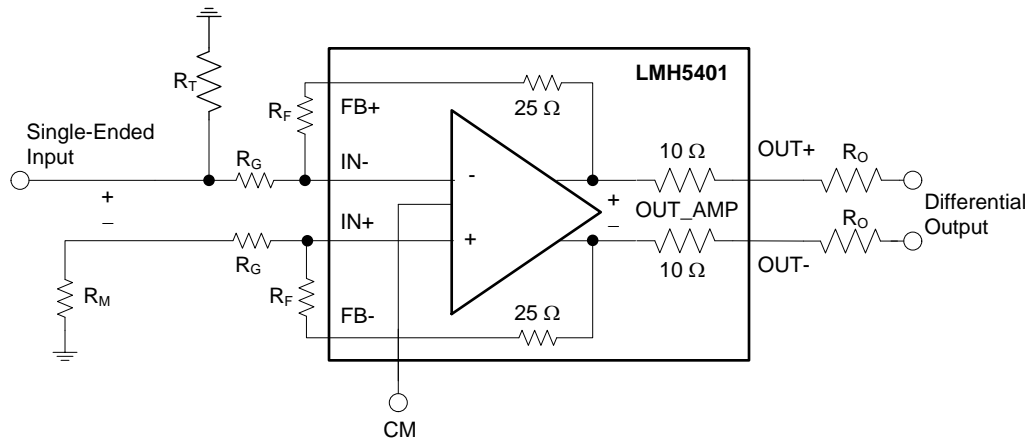 LMH5401
R_T
R_F
FB+
25 Ω
Single-Ended
Input
R_G
IN-
10 Ω
OUT+
R_O
+
−
-
+
−
OUT_AMP
Differential
Output
IN+
+
R_G
R_O
10 Ω
OUT-
R_M
R_F
FB-
25 Ω
CM